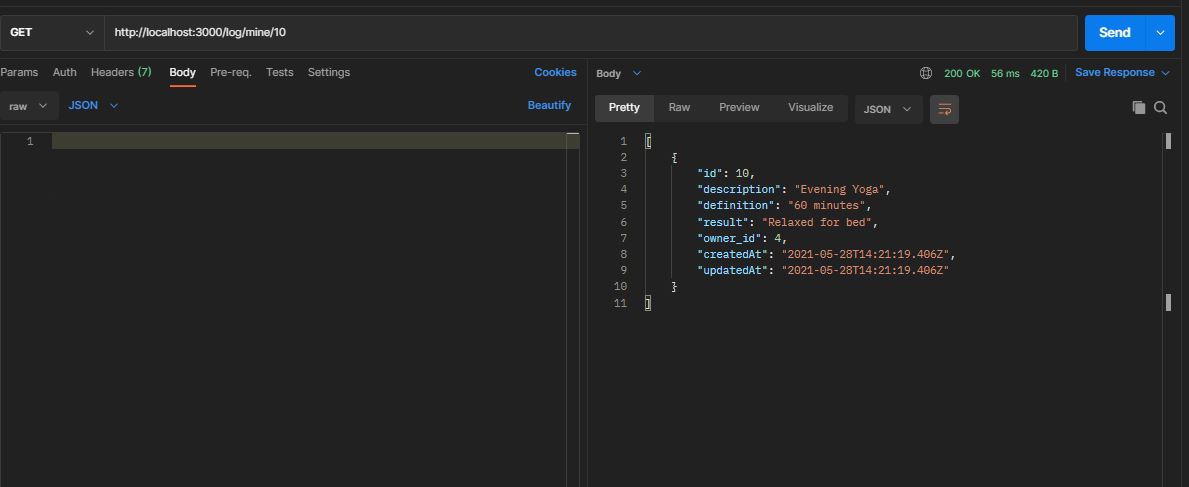 GET http://localhost:3000/log/mine/10 Send
Params Auth Headers (7) Body Pre-req. Tests Settings Cookies
raw JSON Beautify
1
Body 200 OK 56 ms 420 B Save Response
Pretty Raw Preview Visualize JSON
1 [
2 {
3 "id": 10,
4 "description": "Evening Yoga",
5 "definition": "60 minutes",
6 "result": "Relaxed for bed",
7 "owner_id": 4,
8 "createdAt": "2021-05-28T14:21:19.406Z",
9 "updatedAt": "2021-05-28T14:21:19.406Z"
10 }
11 ]